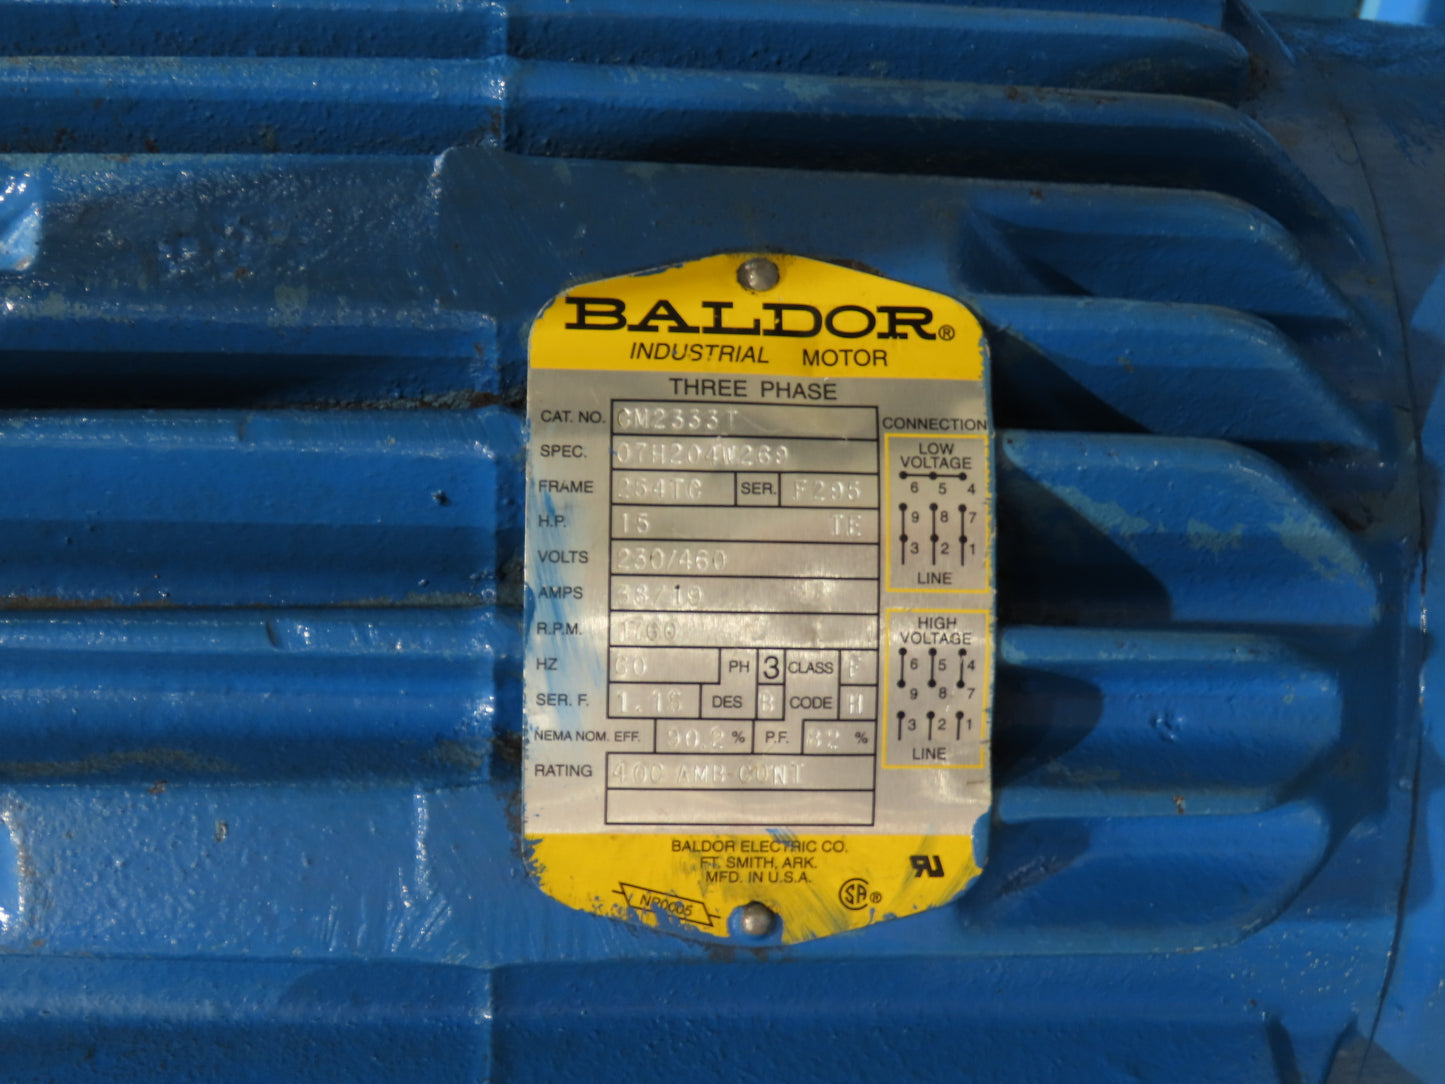 BALDOR®
INDUSTRIAL MOTOR
THREE PHASE
CAT. NO. CM2333T
SPEC. 07H204W269
FRAME 254TC SER. F295
H.P. 15 TE
VOLTS 230/460
AMPS 38/19
R.P.M. 1760
HZ 60 PH 3 CLASS F
SER. F. 1.15 DES B CODE H
NEMA NOM. EFF. 90.2 % P.F. 82 %
RATING 40C AMB-CONT
CONNECTION
LOW
VOLTAGE
6 5 4
9 8 7
3 2 1
LINE
HIGH
VOLTAGE
6 5 4
9 8 7
3 2 1
LINE
BALDOR ELECTRIC CO.
FT. SMITH, ARK.
MFD. IN U.S.A.
NP0005
SA®
RU